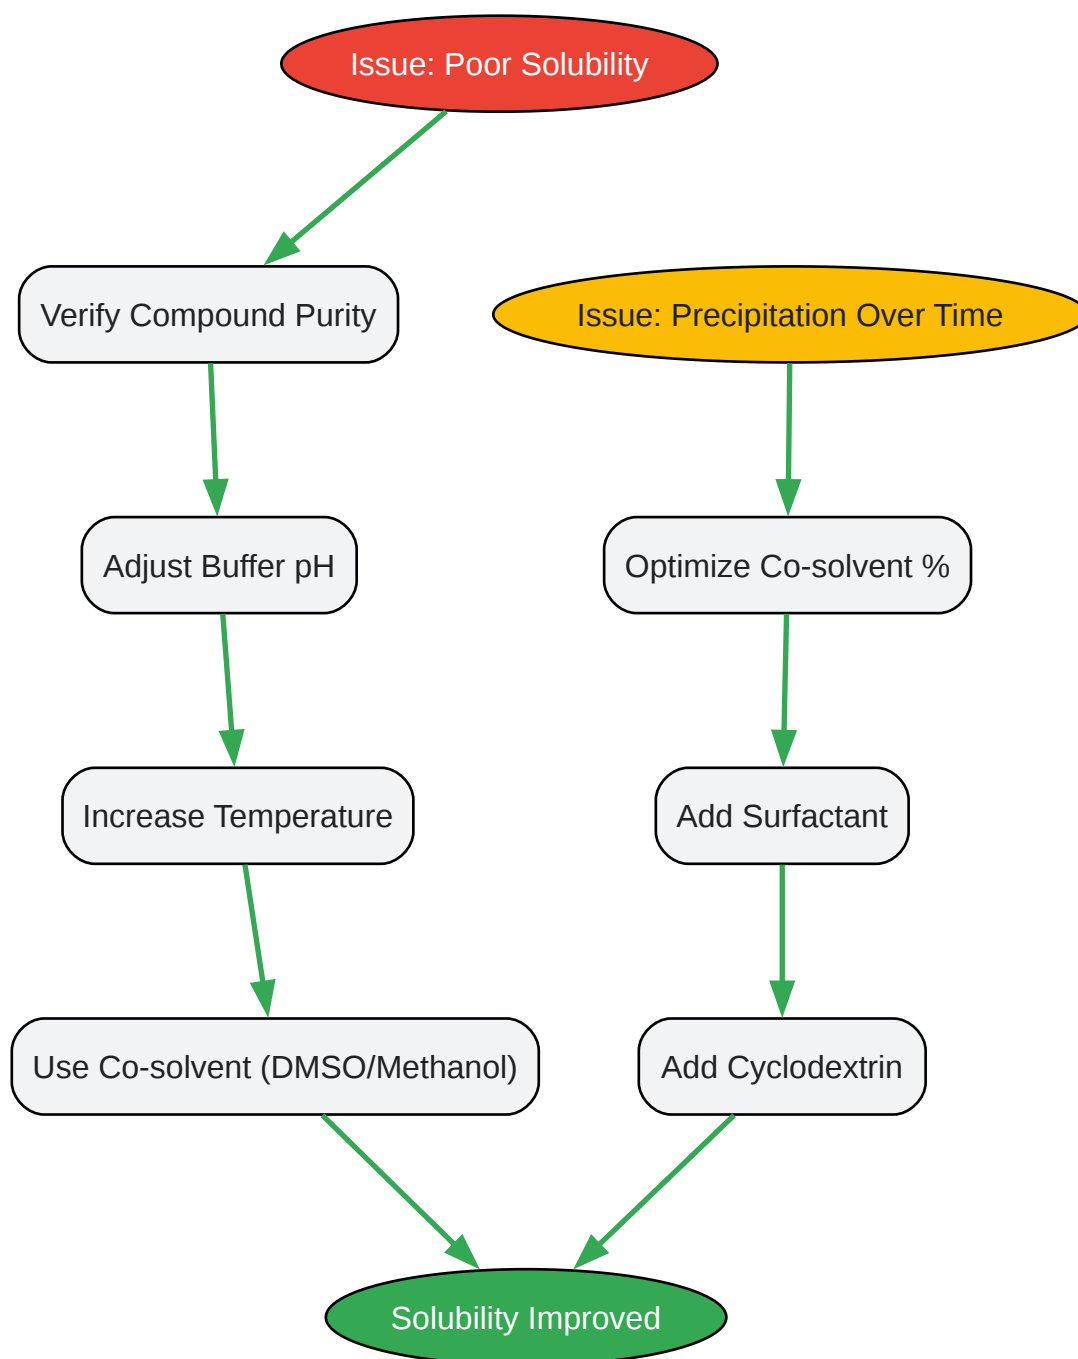 Issue: Poor Solubility
Verify Compound Purity
Issue: Precipitation Over Time
Adjust Buffer pH
Optimize Co-solvent %
Increase Temperature
Add Surfactant
Use Co-solvent (DMSO/Methanol)
Add Cyclodextrin
Solubility Improved